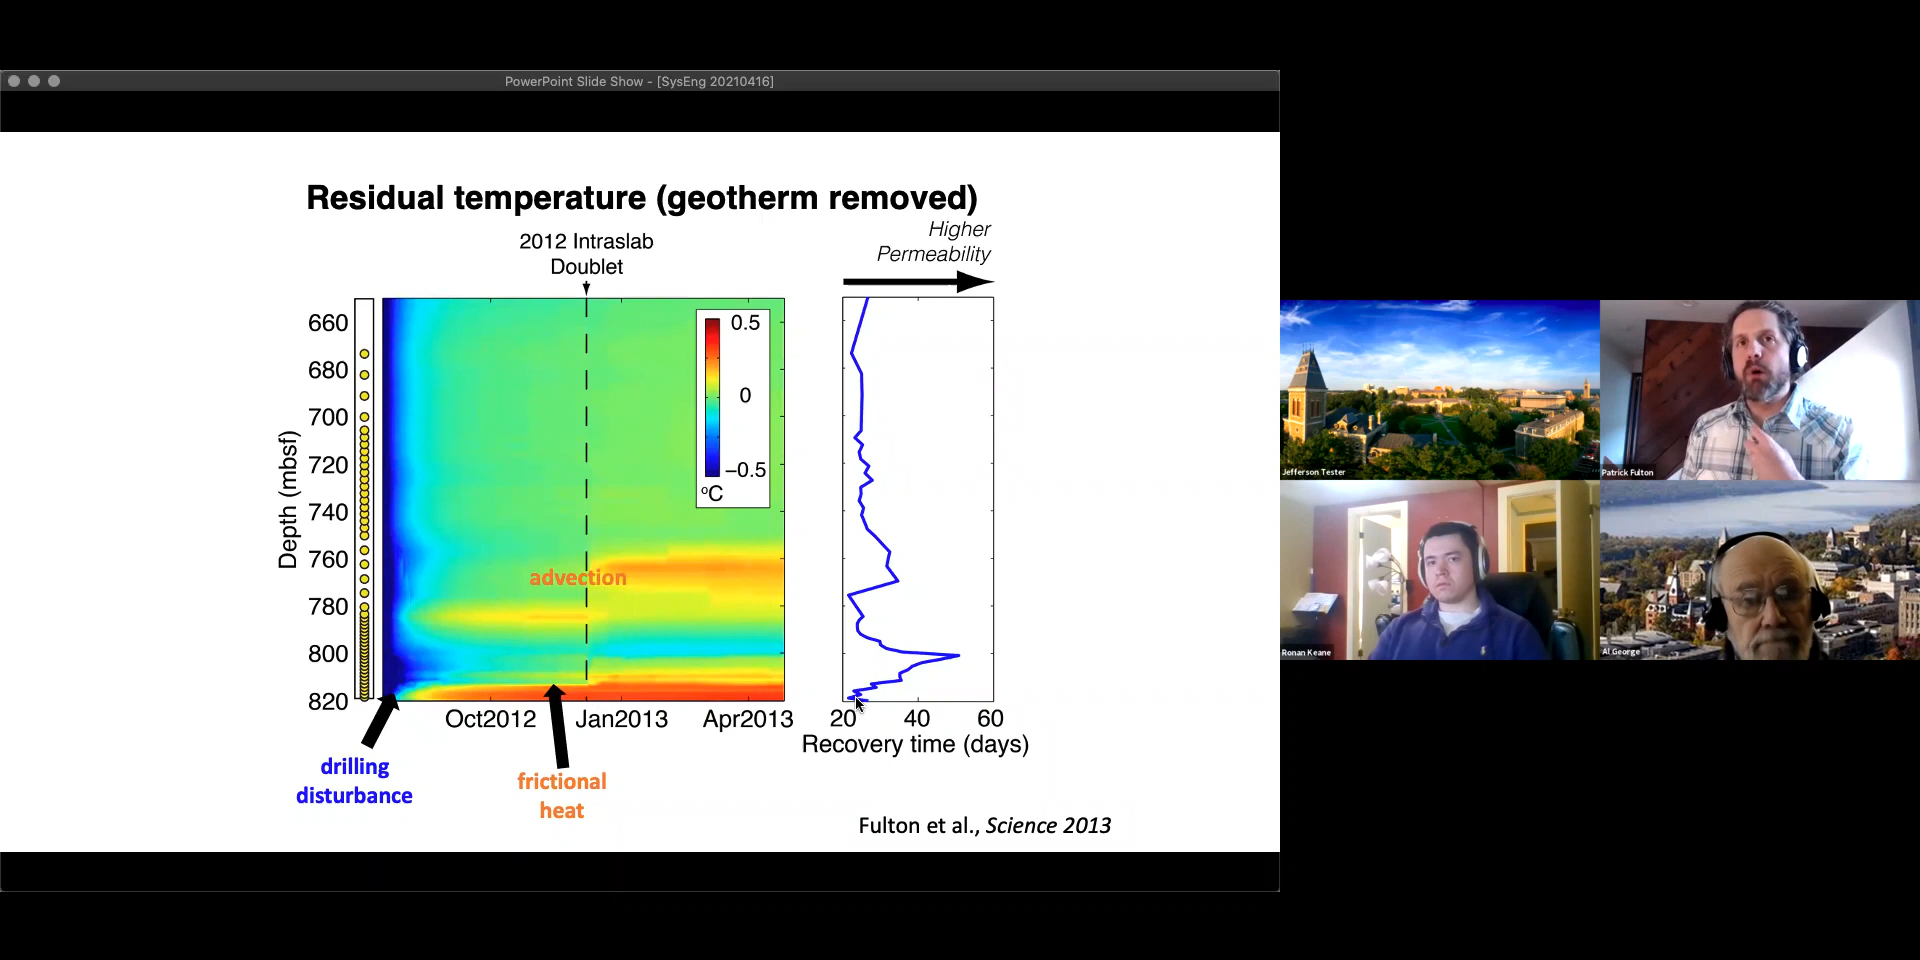 PowerPoint Slide Show - [SysEng 20210416]
Residual temperature (geotherm removed)
2012 Intraslab
Doublet
Higher
Permeability
Depth (mbsf)
660
680
700
720
740
760
780
800
820
0.5
0
−0.5
°C
advection
Oct2012
Jan2013
Apr2013
20
40
60
Recovery time (days)
drilling
disturbance
frictional
heat
Fulton et al., Science 2013
Jefferson Tester
Patrick Fulton
Ronan Keane
Al George